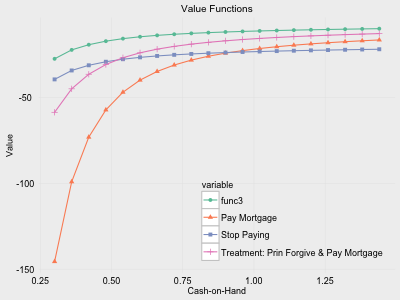 Value Functions
Value
-50
-100
-150
0.25
0.50
0.75
1.00
1.25
Cash-on-Hand
variable
func3
Pay Mortgage
Stop Paying
Treatment: Prin Forgive & Pay Mortgage